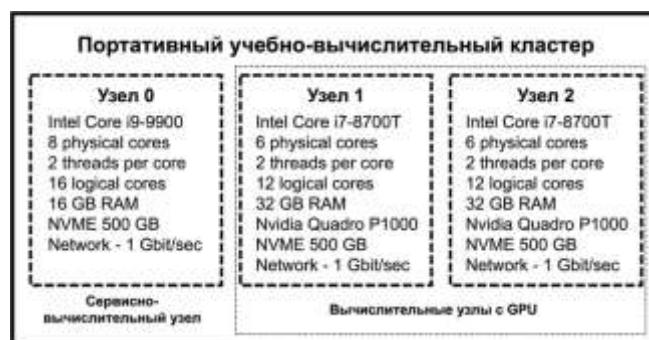 Портативный учебно-вычислительный кластер
Узел 0
Intel Core i9-9900
8 physical cores
2 threads per core
16 logical cores
16 GB RAM
NVME 500 GB
Network - 1 Gbit/sec
Сервисно-
вычислительный узел
Узел 1
Intel Core i7-8700T
6 physical cores
2 threads per core
12 logical cores
32 GB RAM
Nvidia Quadro P1000
NVME 500 GB
Network - 1 Gbit/sec
Узел 2
Intel Core i7-8700T
6 physical cores
2 threads per core
12 logical cores
32 GB RAM
Nvidia Quadro P1000
NVME 500 GB
Network - 1 Gbit/sec
Вычислительные узлы с GPU